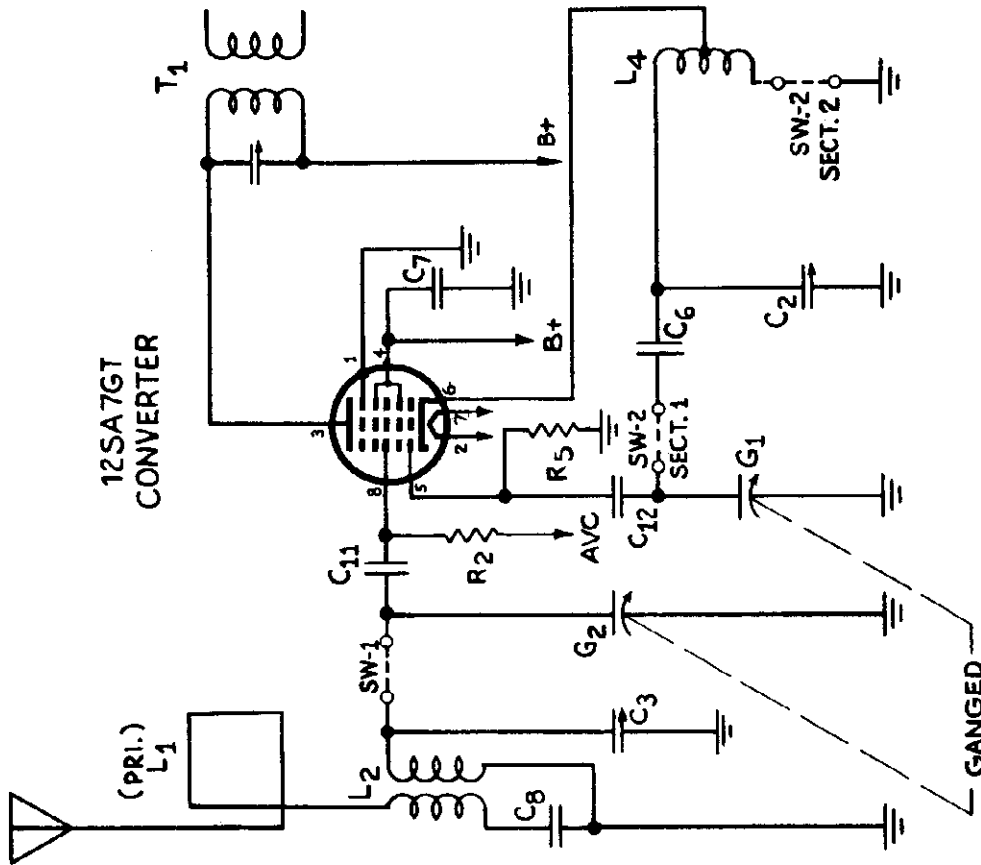 12SA7GT
CONVERTER
T1
(PRI.)
L1
3
8
5
1
4
6
7
2
C7
B+
B+
L4
SW.-2
SECT. 2
C11
R2
AVC
R5
C6
C2
SW-2
SECT. 1
C12
G1
SW-1
G2
L2
C3
C8
GANGED